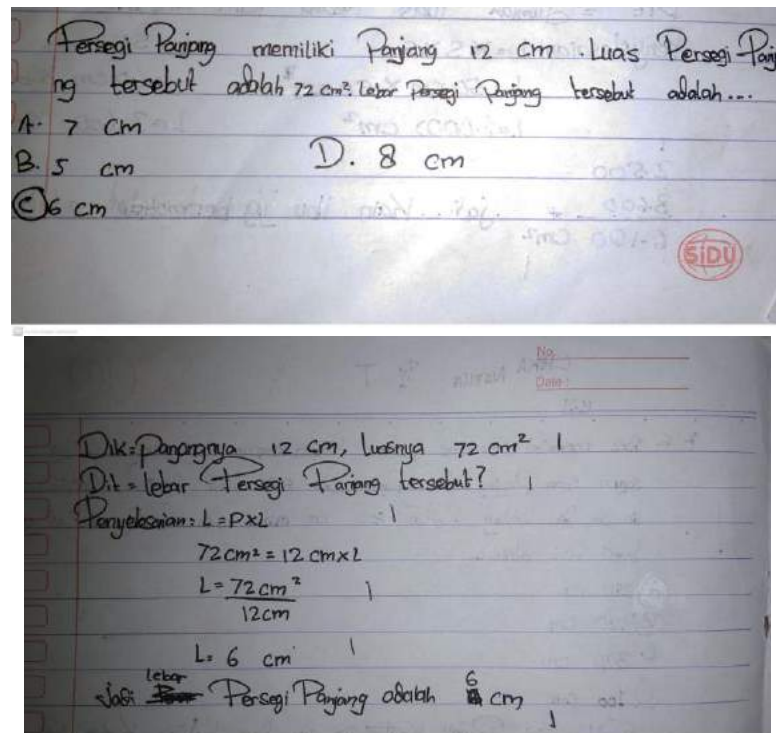 Persegi Panjang memiliki Panjang 12 cm. Luas Persegi Panja
ng tersebut adalah 72 cm². Lebar Persegi Panjang tersebut adalah...
A. 7 cm
B. 5 cm
D. 8 cm
C 6 cm
SiDU
No.
Date:
Dik = Panjangnya 12 cm, Luasnya 72 cm² 1
Dit = lebar Persegi Panjang tersebut? 1
Penyelesaian: L = P x L 1
72 cm² = 12 cm x L
L = 72 cm² 1
12 cm
L = 6 cm 1
Jadi lebar Persegi Panjang adalah 6 cm
1